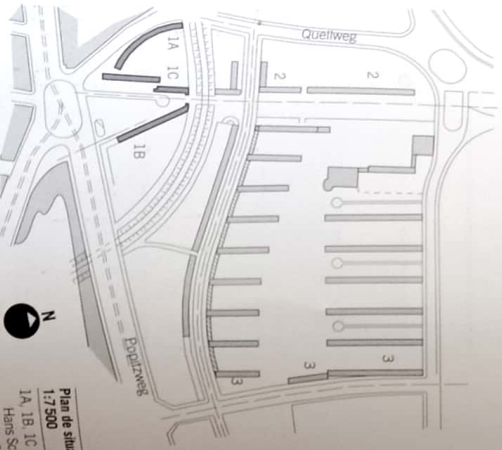 Quellweg
1A
1C
2
2
1B
3
3
3
Popitzweg
N
Plan de situ
1:7500
1A, 1B, 1C
Hans Sc